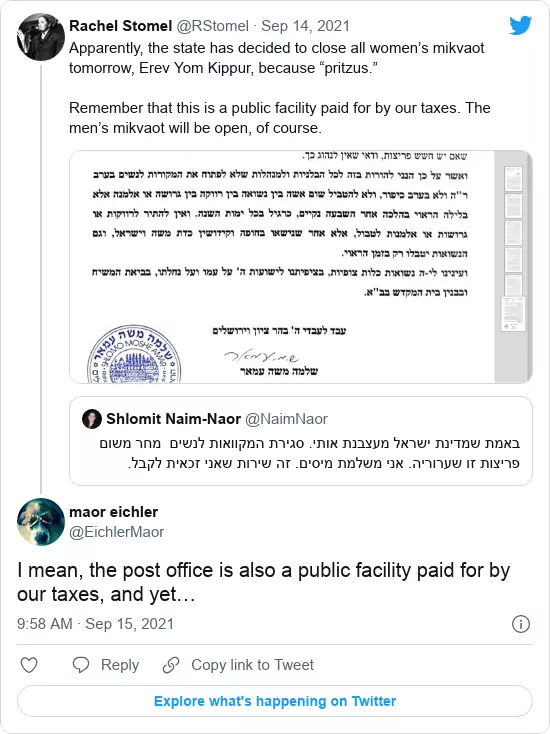 Rachel Stomel @RStomel · Sep 14, 2021
Apparently, the state has decided to close all women’s mikvaot
tomorrow, Erev Yom Kippur, because “pritzus.”
Remember that this is a public facility paid for by our taxes. The
men’s mikvaot will be open, of course.
שאם יש חשש פריצות, ודאי שאין לנהוג כך.
ואשר על כן הנני להורות בזה לכל הבלניות ולמנהלות שלא לפתוח את המקוורות לנשים בערב
ר"ה ולא בערב כיפור, ולא להטביל שום אשה בין נשואה בין רווקה בין גרושה או אלמנה אלא
בלילה הראוי בהלכה אחר השבעה נקיים, כרגיל בכל ימות השנה. ואין להתיר לרווקות או
גרושות או אלמנות לטבול, אלא אחר שנישאו בחופה וקידושין כדת משה וישראל, וגם
הנשואות יטבלו רק בזמן הראוי.
ועינינו לי-ה נשואות כלות צופיות, בציפיתנו לישועות ה' על עמו ועל נחלתו, בביאת המשיח
ובבנין בית המקדש בב"א.
עבד לעבדי ה' בהר ציון וירושלים
שלמה משה עמאר
שלמה משה עמאר
SHLOMO MOSHE AMAR
Shlomit Naim-Naor @NaimNaor
באמת שמדינת ישראל מעצבנת אותי. סגירת המקוואות לנשים מחר משום
פריצות זו שערוריה. אני משלמת מיסים. זה שירות שאני זכאית לקבל.
maor eichler
@EichlerMaor
I mean, the post office is also a public facility paid for by
our taxes, and yet…
9:58 AM · Sep 15, 2021
Reply
Copy link to Tweet
Explore what's happening on Twitter